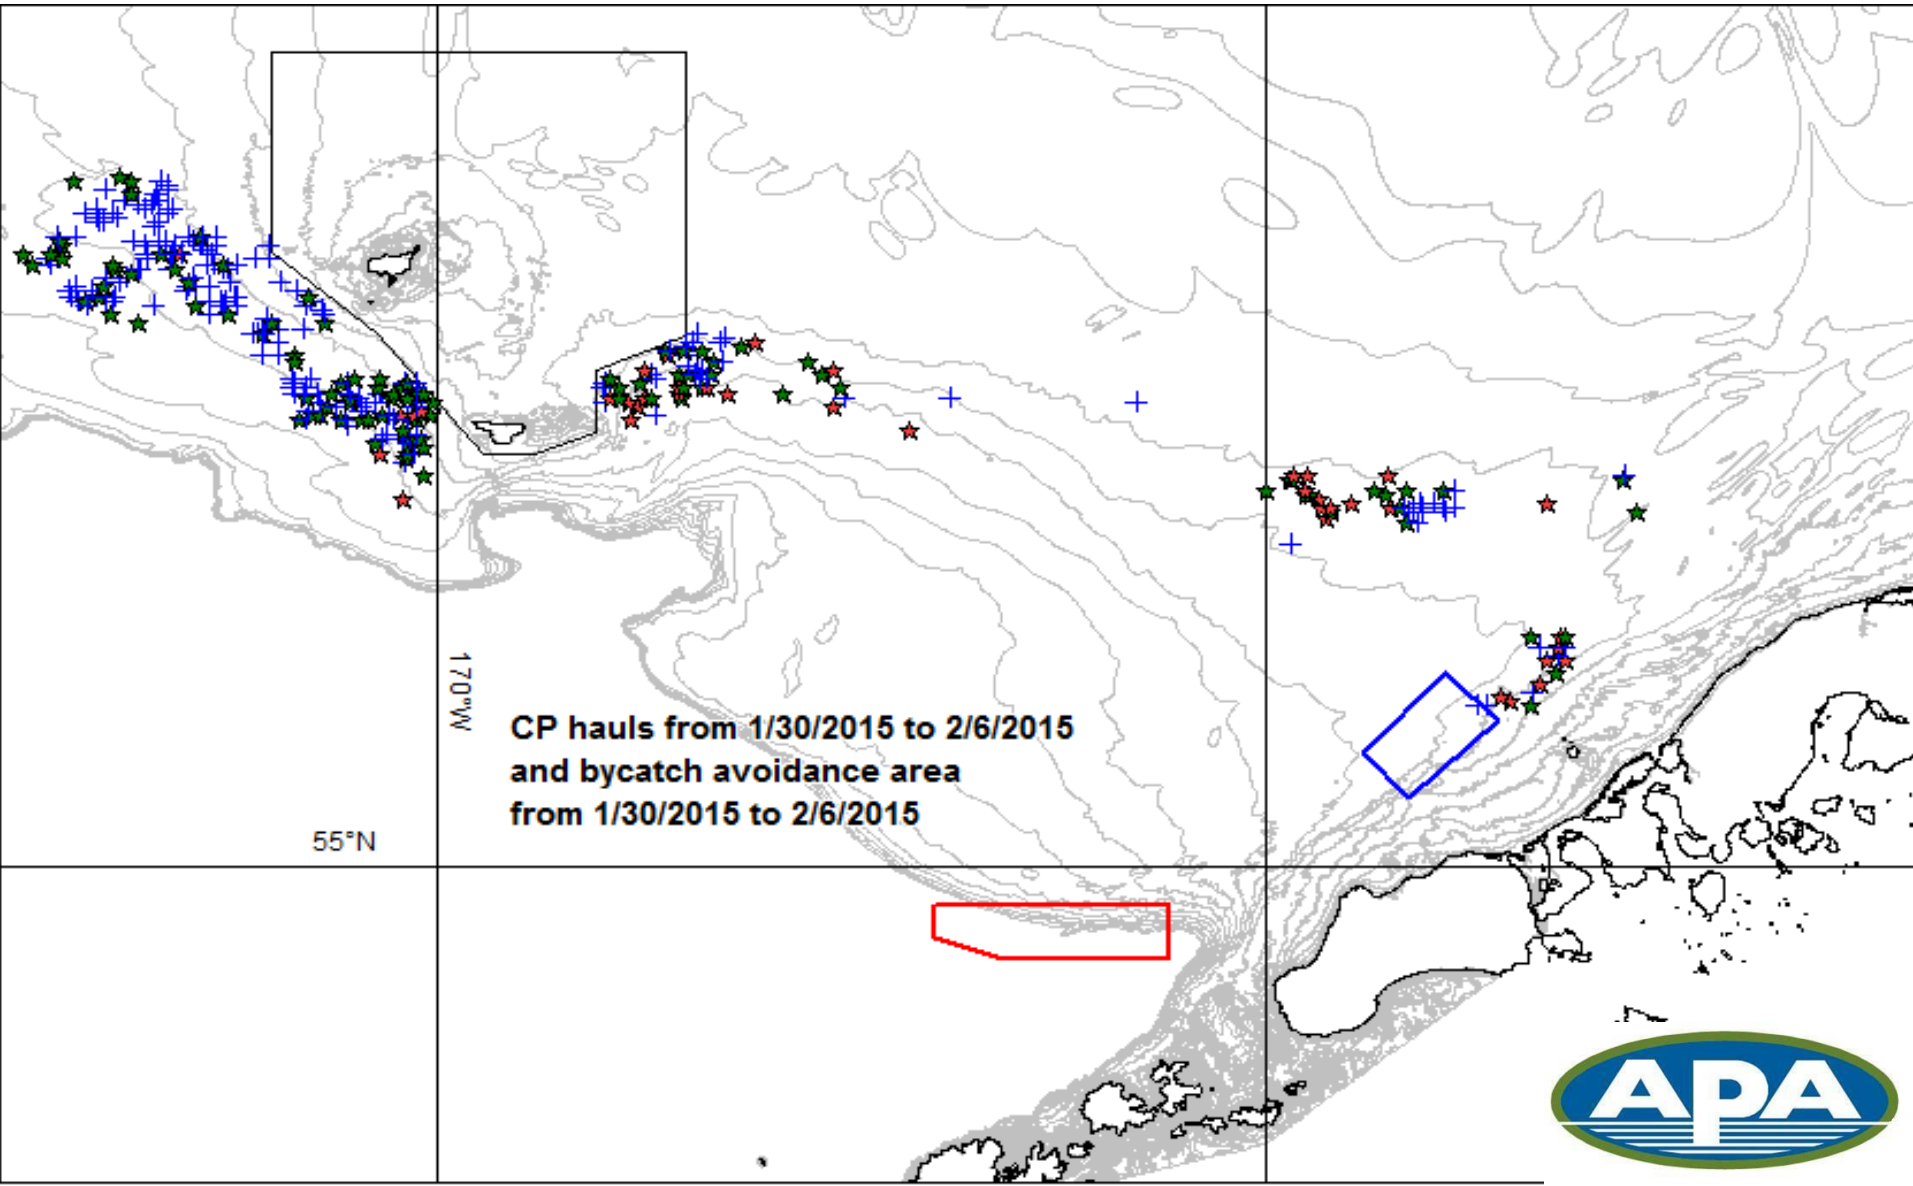 170°W
CP hauls from 1/30/2015 to 2/6/2015
and bycatch avoidance area
from 1/30/2015 to 2/6/2015
55°N
APA